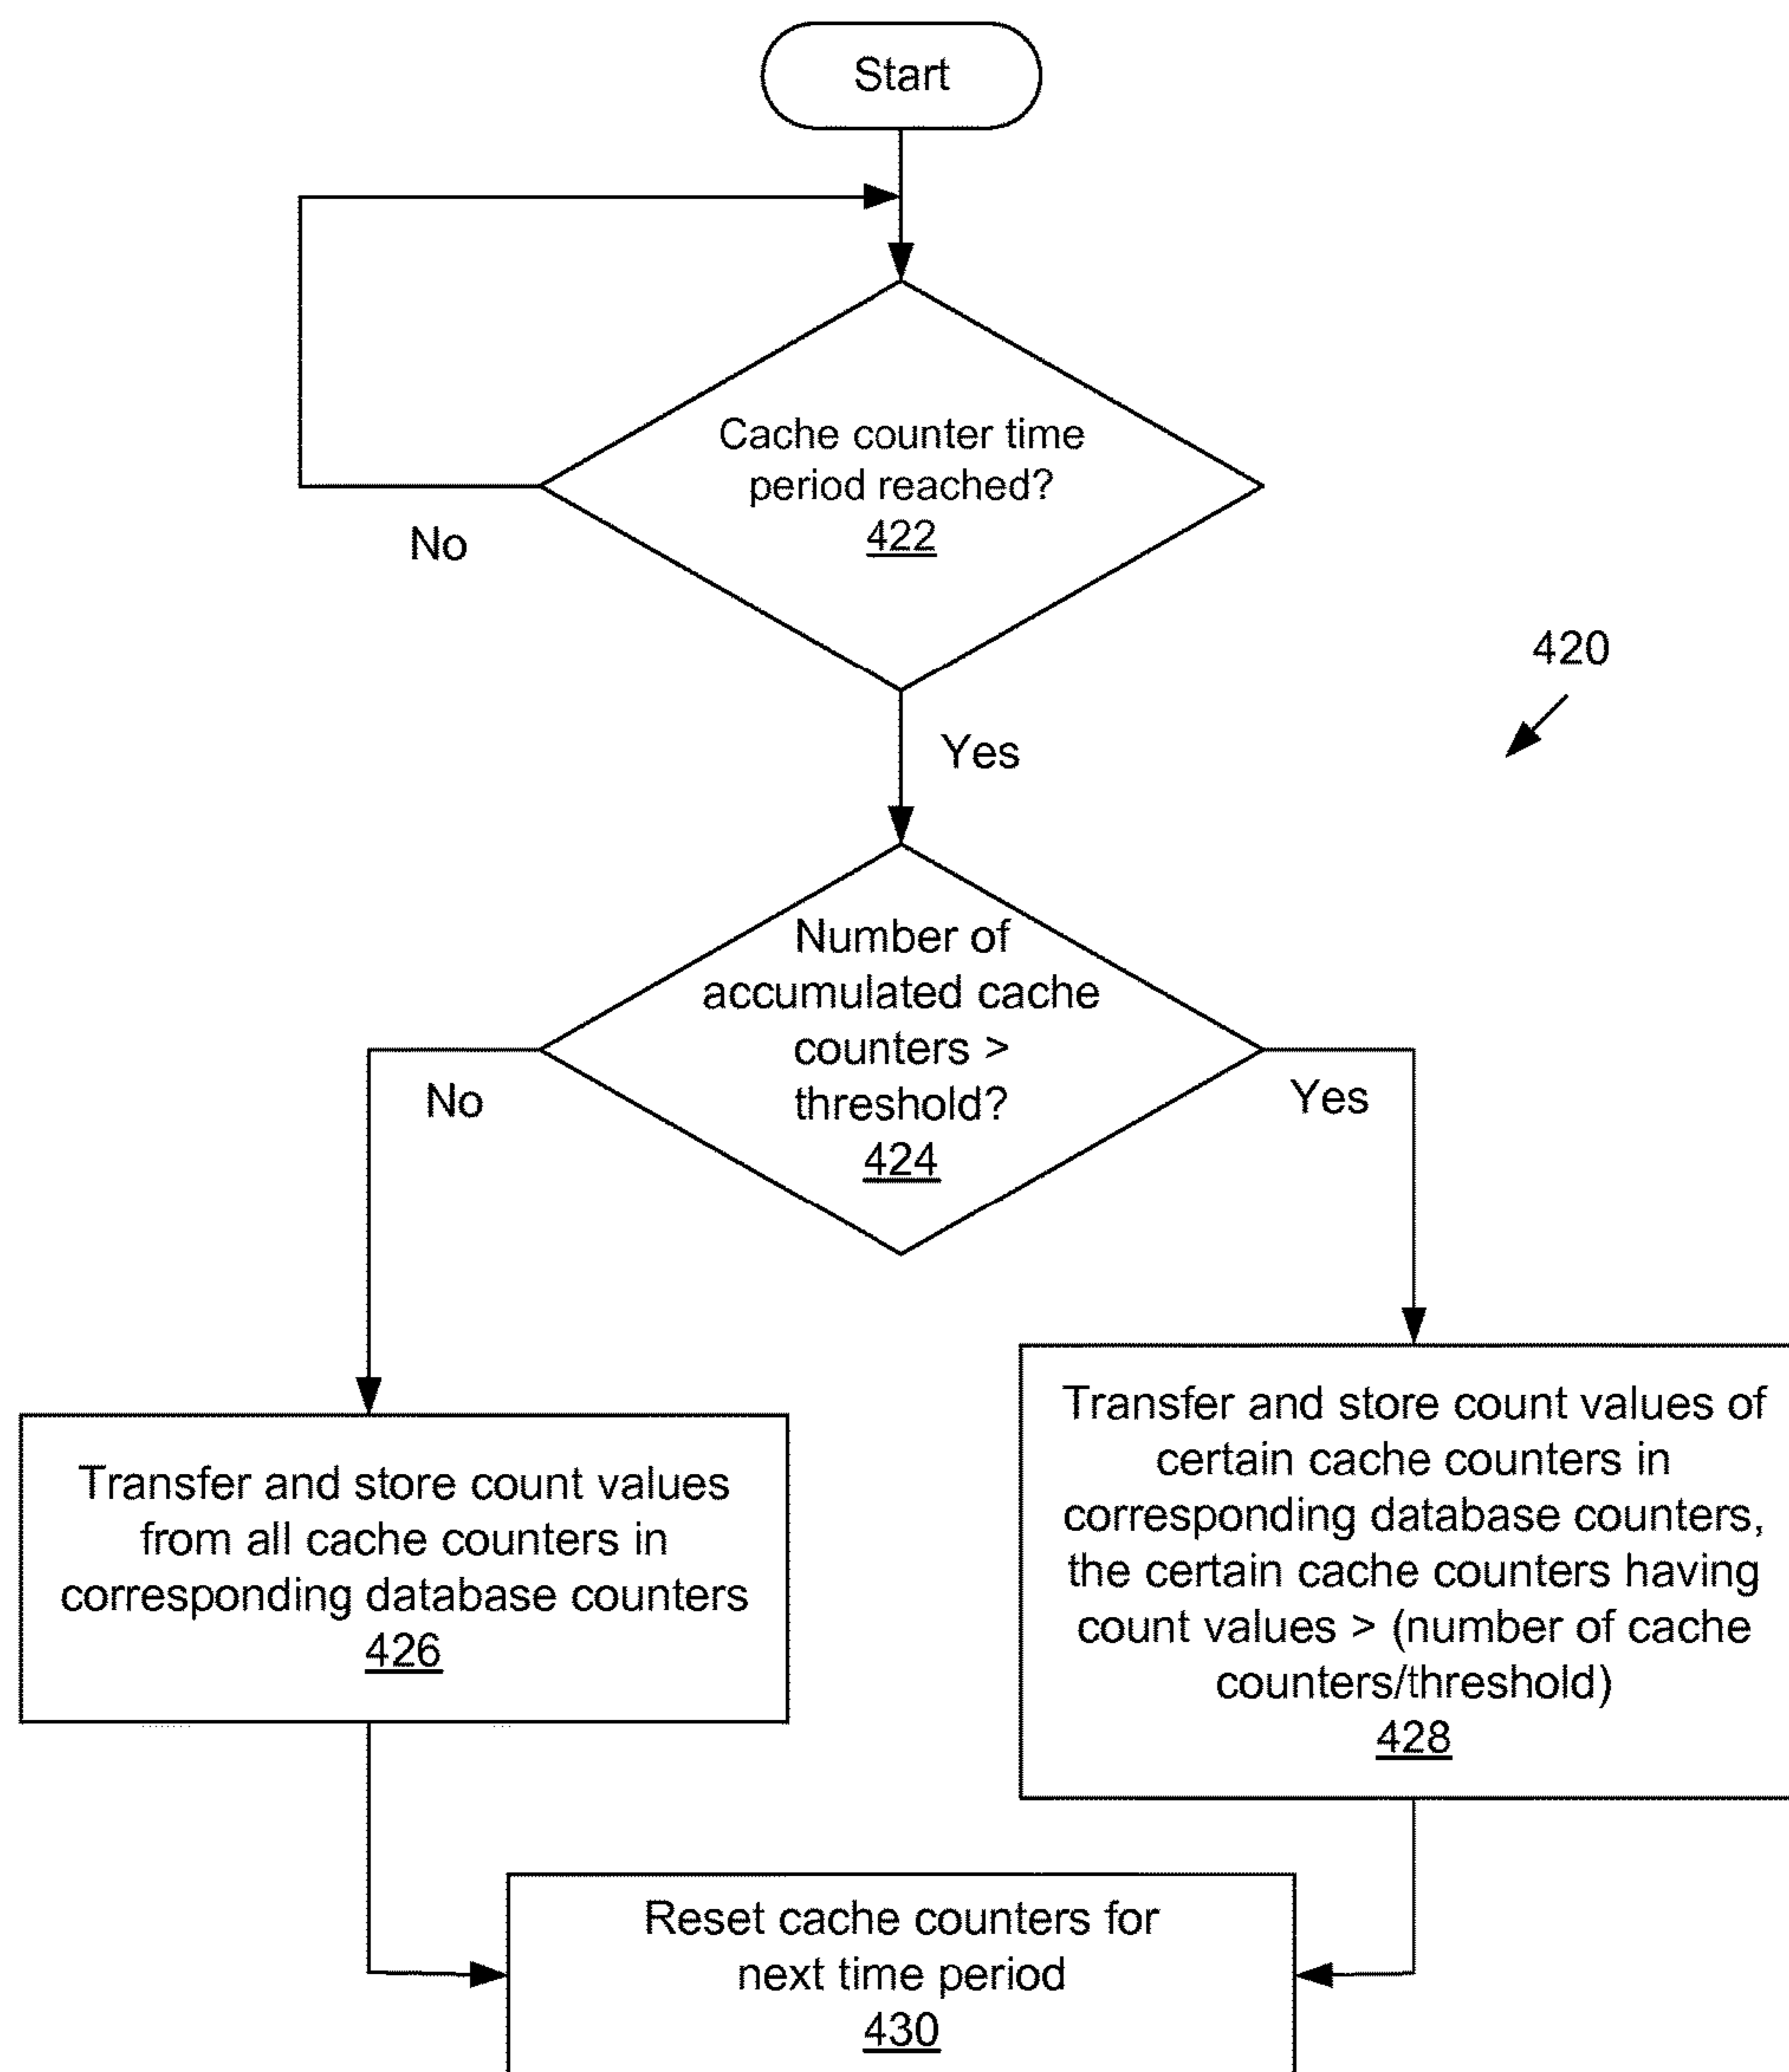 Start
Cache counter time
period reached?
422
No
420
Yes
Number of
accumulated cache
counters >
threshold?
424
No
Yes
Transfer and store count values
from all cache counters in
corresponding database counters
426
Transfer and store count values of
certain cache counters in
corresponding database counters,
the certain cache counters having
count values > (number of cache
counters/threshold)
428
Reset cache counters for
next time period
430